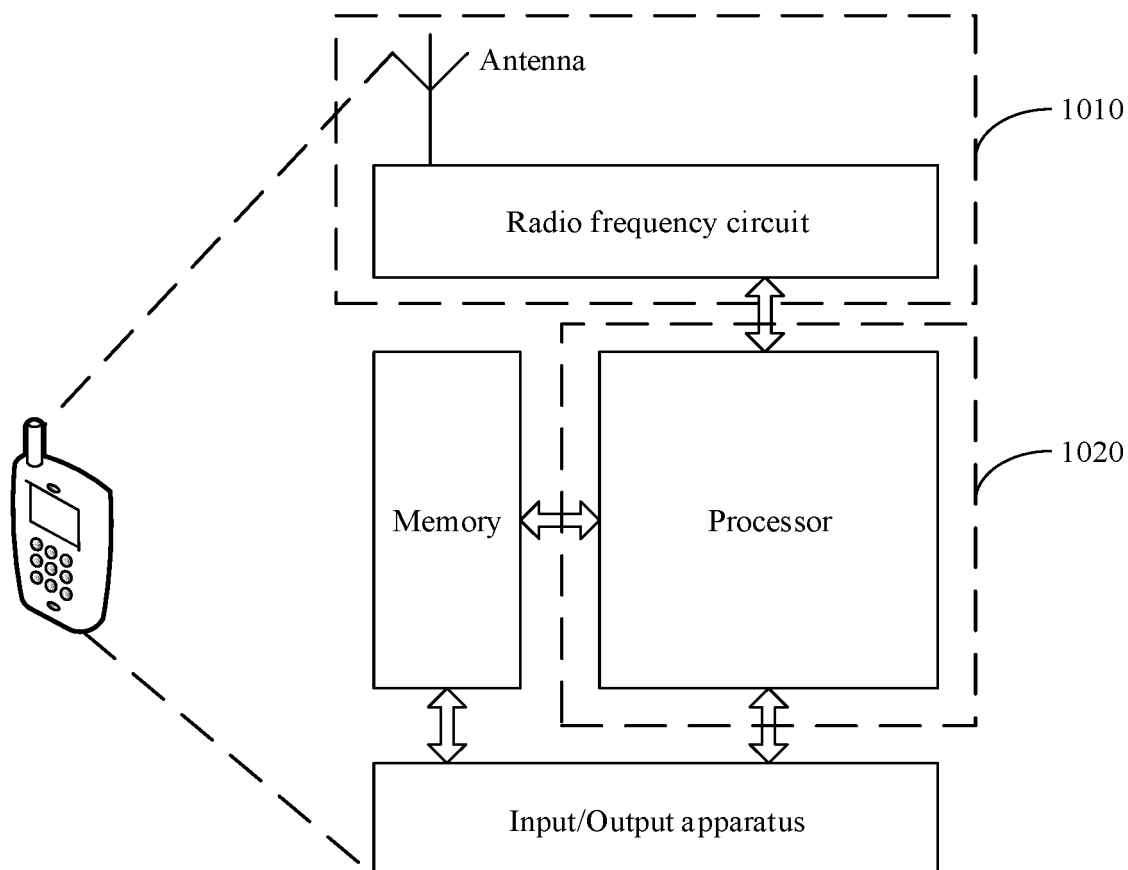 Antenna
1010
Radio frequency circuit
1020
Memory
Processor
Input/Output apparatus